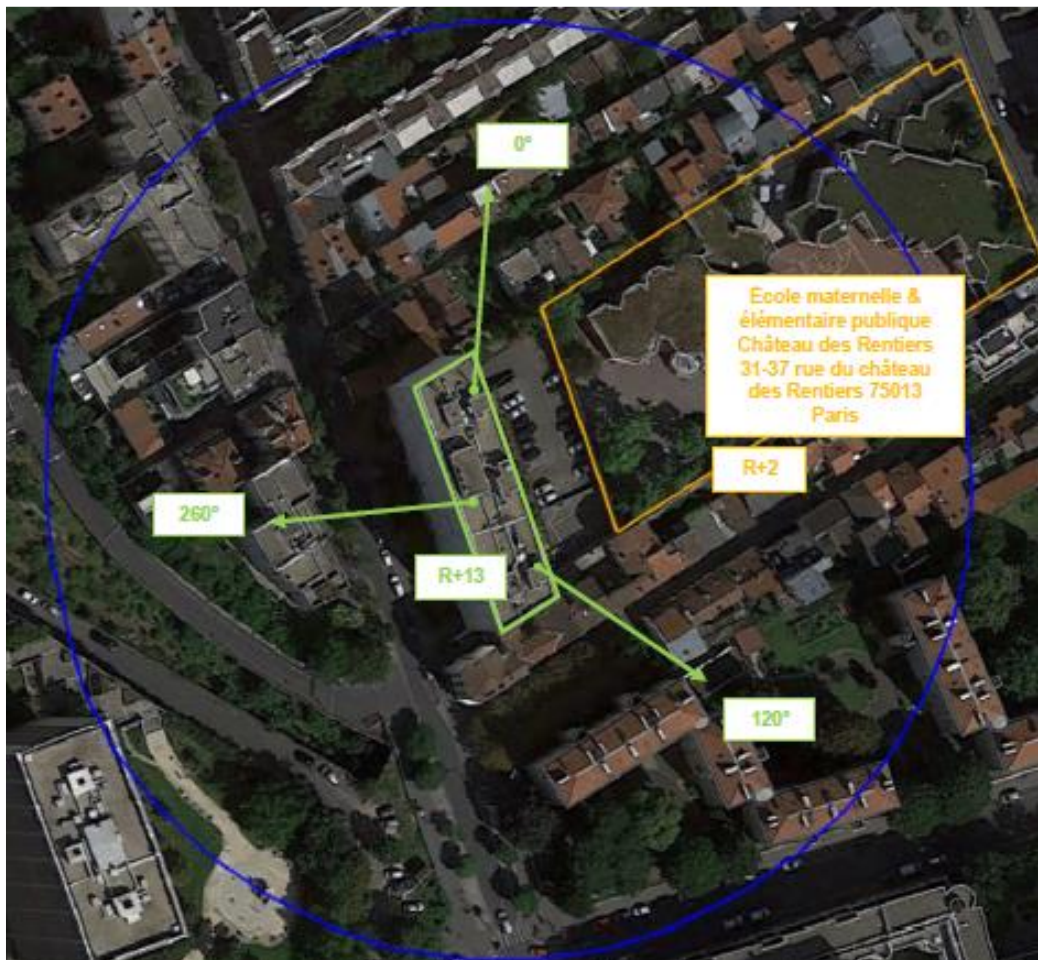 0°
École maternelle &
élémentaire publique
Château des Rentiers
31-37 rue du château
des Rentiers 75013
Paris
R+2
260°
R+13
120°